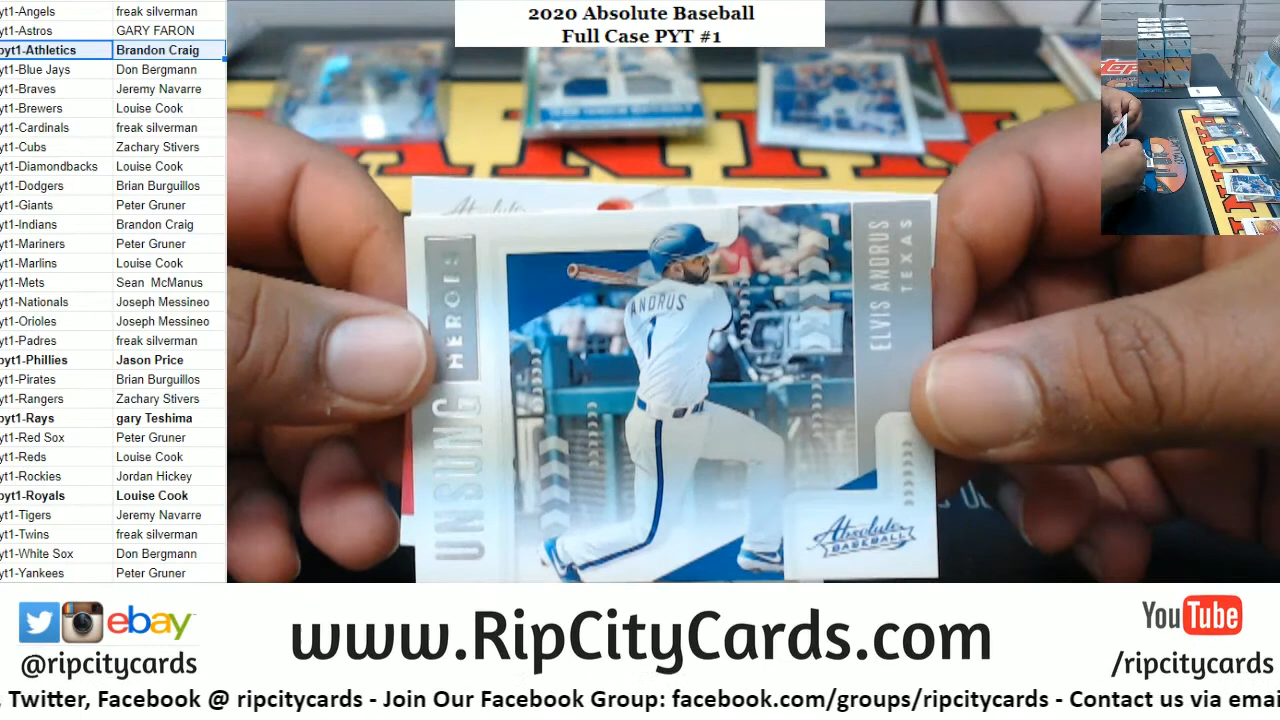 2020 Absolute Baseball
Full Case PYT #1
yt1-Angels freak silverman
yt1-Astros GARY FARON
pyt1-Athletics Brandon Craig
yt1-Blue Jays Don Bergmann
yt1-Braves Jeremy Navarre
yt1-Brewers Louise Cook
yt1-Cardinals freak silverman
yt1-Cubs Zachary Stivers
yt1-Diamondbacks Louise Cook
yt1-Dodgers Brian Burguillos
yt1-Giants Peter Gruner
yt1-Indians Brandon Craig
yt1-Mariners Peter Gruner
yt1-Marlins Louise Cook
yt1-Mets Sean McManus
yt1-Nationals Joseph Messineo
yt1-Orioles Joseph Messineo
yt1-Padres freak silverman
pyt1-Phillies Jason Price
yt1-Pirates Brian Burguillos
yt1-Rangers Zachary Stivers
pyt1-Rays gary Teshima
yt1-Red Sox Peter Gruner
yt1-Reds Louise Cook
yt1-Rockies Jordan Hickey
pyt1-Royals Louise Cook
yt1-Tigers Jeremy Navarre
yt1-Twins freak silverman
yt1-White Sox Don Bergmann
yt1-Yankees Peter Gruner
Absolute
UNSUNG HEROES
ANDRUS
1
ELVIS ANDRUS
TEXAS
Absolute
BASEBALL
ebay
@ripcitycards
www.RipCityCards.com
YouTube
/ripcitycards
, Twitter, Facebook @ ripcitycards - Join Our Facebook Group: facebook.com/groups/ripcitycards - Contact us via emai